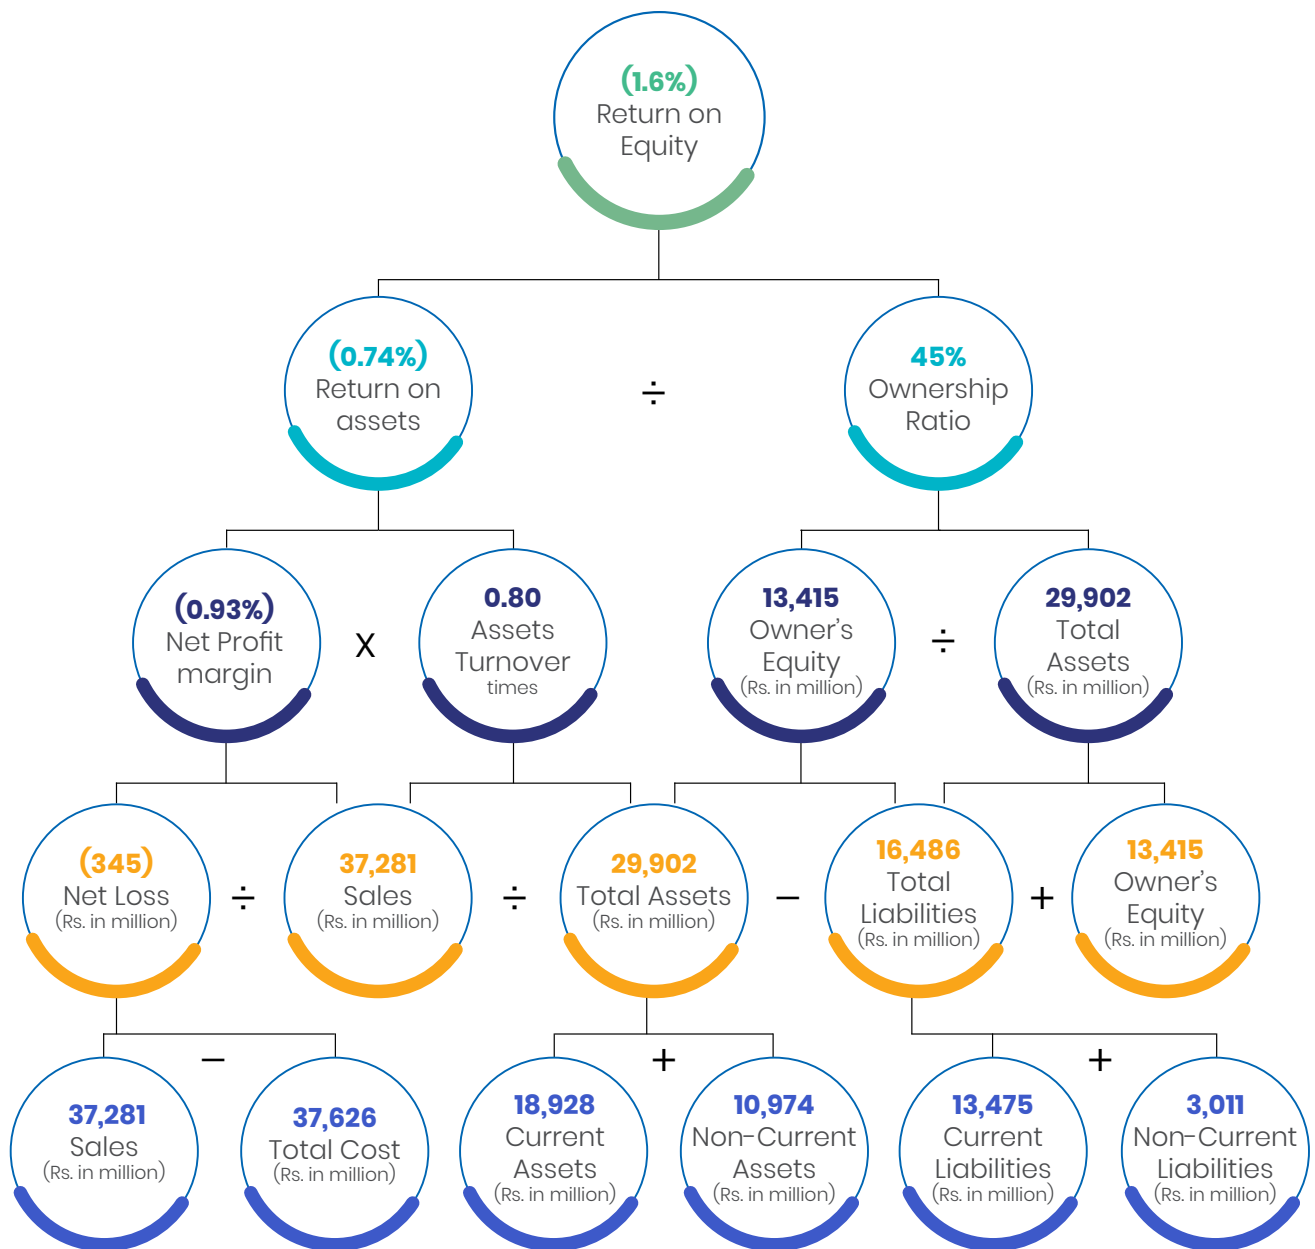 (1.6%)
Return on
Equity
(0.74%)
Return on
assets
÷
45%
Ownership
Ratio
(0.93%)
Net Profit
margin
X
0.80
Assets
Turnover
times
13,415
Owner's
Equity
(Rs. in million)
÷
29,902
Total
Assets
(Rs. in million)
(345)
Net Loss
(Rs. in million)
÷
37,281
Sales
(Rs. in million)
÷
29,902
Total Assets
(Rs. in million)
–
16,486
Total
Liabilities
(Rs. in million)
+
13,415
Owner's
Equity
(Rs. in million)
37,281
Sales
(Rs. in million)
–
37,626
Total Cost
(Rs. in million)
18,928
Current
Assets
(Rs. in million)
+
10,974
Non-Current
Assets
(Rs. in million)
13,475
Current
Liabilities
(Rs. in million)
+
3,011
Non-Current
Liabilities
(Rs. in million)